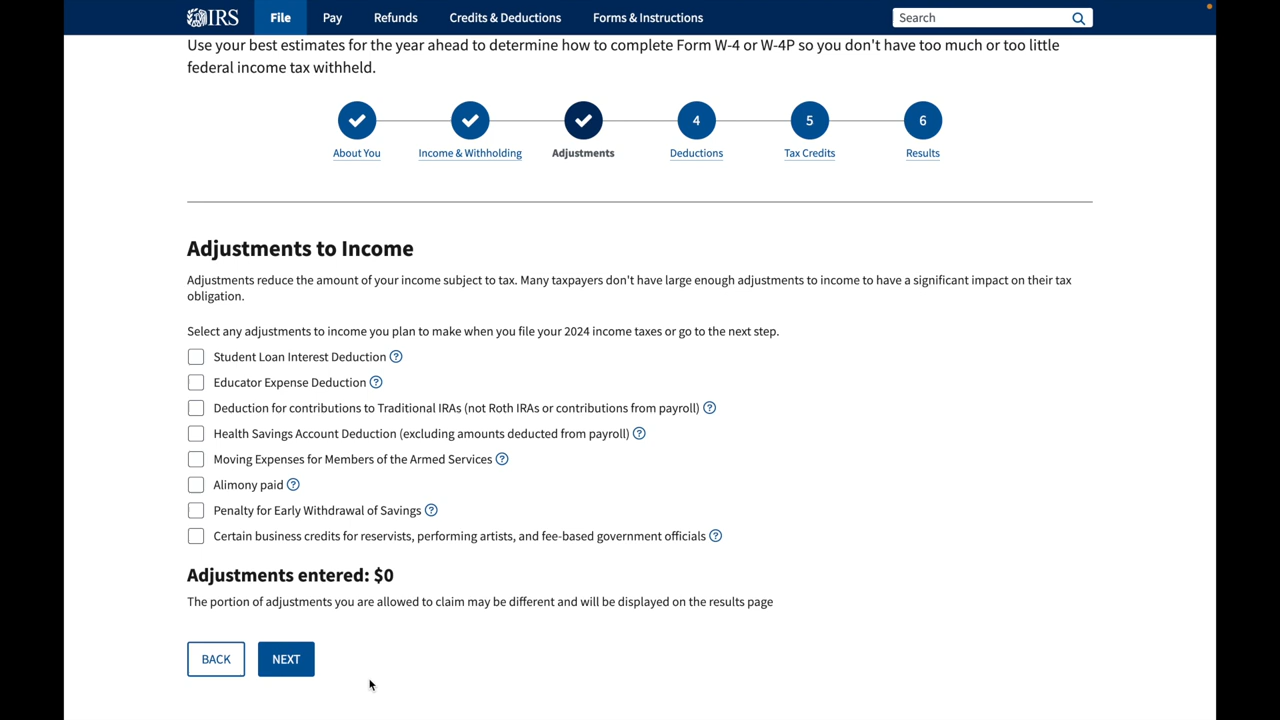 IRS File Pay Refunds Credits & Deductions Forms & Instructions Search
Use your best estimates for the year ahead to determine how to complete Form W-4 or W-4P so you don't have too much or too little
federal income tax withheld.
4 5 6
About You Income & Withholding Adjustments Deductions Tax Credits Results
Adjustments to Income
Adjustments reduce the amount of your income subject to tax. Many taxpayers don't have large enough adjustments to income to have a significant impact on their tax
obligation.
Select any adjustments to income you plan to make when you file your 2024 income taxes or go to the next step.
Student Loan Interest Deduction ?
Educator Expense Deduction ?
Deduction for contributions to Traditional IRAs (not Roth IRAs or contributions from payroll) ?
Health Savings Account Deduction (excluding amounts deducted from payroll) ?
Moving Expenses for Members of the Armed Services ?
Alimony paid ?
Penalty for Early Withdrawal of Savings ?
Certain business credits for reservists, performing artists, and fee-based government officials ?
Adjustments entered: $0
The portion of adjustments you are allowed to claim may be different and will be displayed on the results page
BACK NEXT